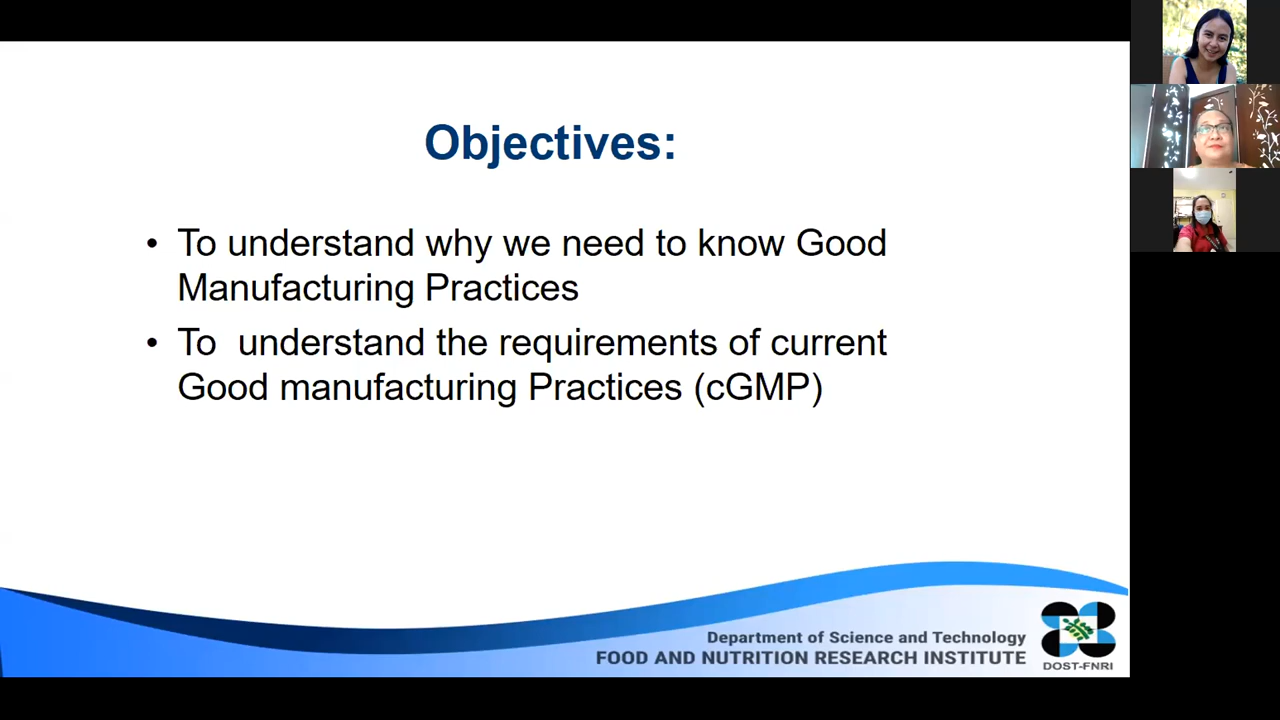 Objectives:
• To understand why we need to know Good
Manufacturing Practices
• To  understand the requirements of current
Good manufacturing Practices (cGMP)
Department of Science and Technology
FOOD AND NUTRITION RESEARCH INSTITUTE
DOST-FNRI